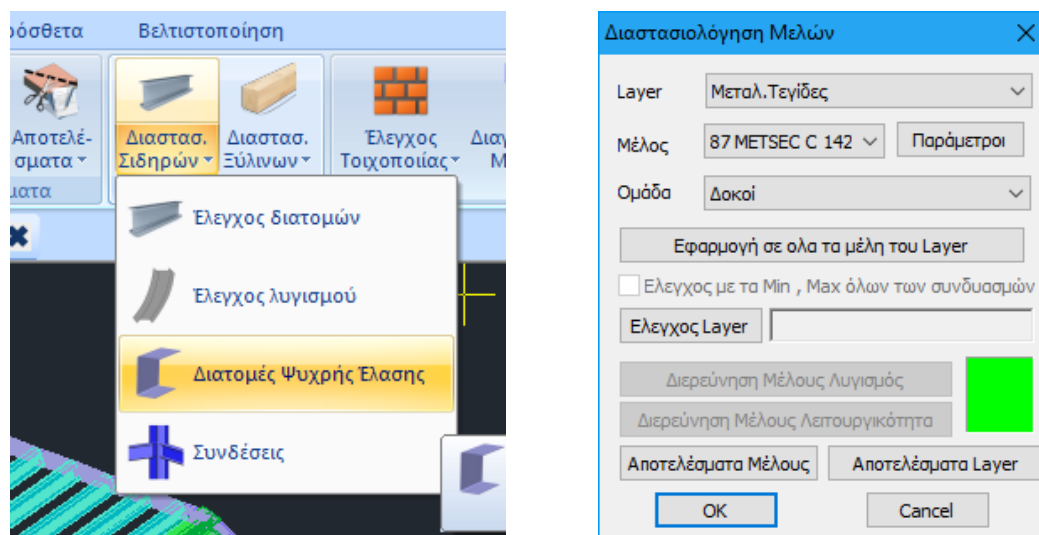 Βελτιστοποίηση
Αποτελέ-
σματα
Διαστασ.
Σιδηρών
Διαστασ.
Ξύλινων
Έλεγχος
Τοιχοποιίας
Έλεγχος διατομών
Έλεγχος λυγισμού
Διατομές Ψυχρής Έλασης
Συνδέσεις
Διαστασιολόγηση Μελών
Layer Μεταλ.Τεγίδες
Μέλος 87 METSEC C 142 Παράμετροι
Ομάδα Δοκοί
Εφαρμογή σε ολα τα μέλη του Layer
Ελεγχος με τα Min , Max όλων των συνδυασμών
Ελεγχος Layer
Διερεύνηση Μέλους Λυγισμός
Διερεύνηση Μέλους Λειτουργικότητα
Αποτελέσματα Μέλους Αποτελέσματα Layer
OK Cancel